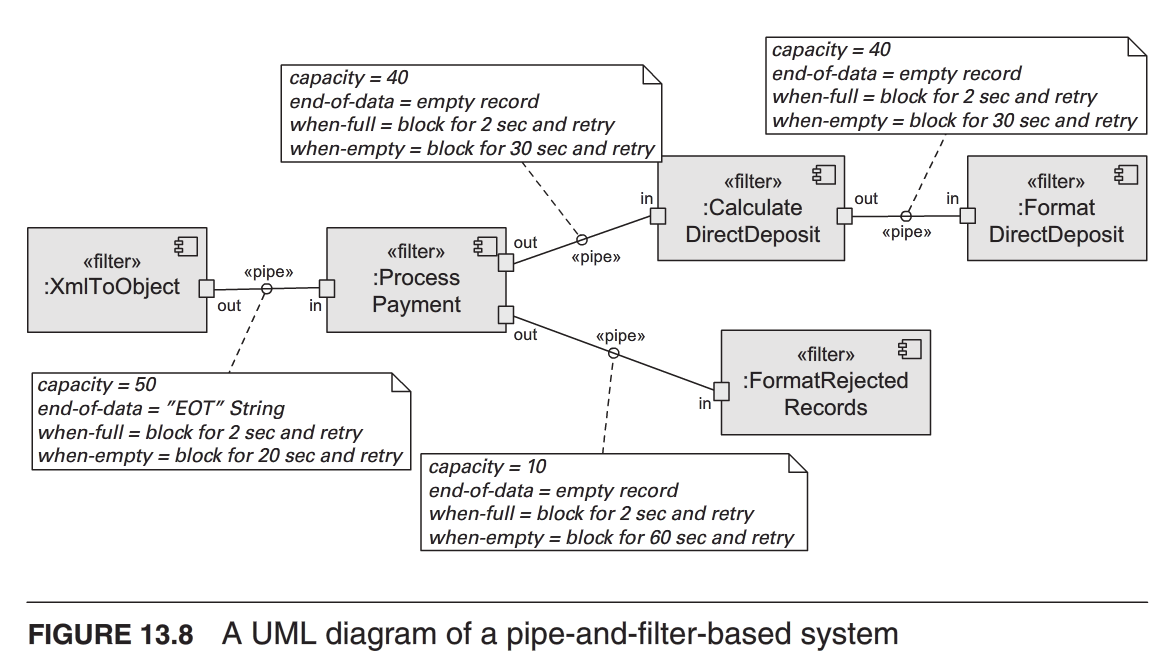 capacity = 40
end-of-data = empty record
when-full = block for 2 sec and retry
when-empty = block for 30 sec and retry
capacity = 40
end-of-data = empty record
when-full = block for 2 sec and retry
when-empty = block for 30 sec and retry
«filter»
:XmlToObject
out
«pipe»
in
«filter»
:Process
Payment
out
out
«pipe»
in
«filter»
:Calculate
DirectDeposit
out
«pipe»
in
«filter»
:Format
DirectDeposit
«pipe»
in
«filter»
:FormatRejected
Records
capacity = 50
end-of-data = ”EOT” String
when-full = block for 2 sec and retry
when-empty = block for 20 sec and retry
capacity = 10
end-of-data = empty record
when-full = block for 2 sec and retry
when-empty = block for 60 sec and retry
FIGURE 13.8 A UML diagram of a pipe-and-filter-based system